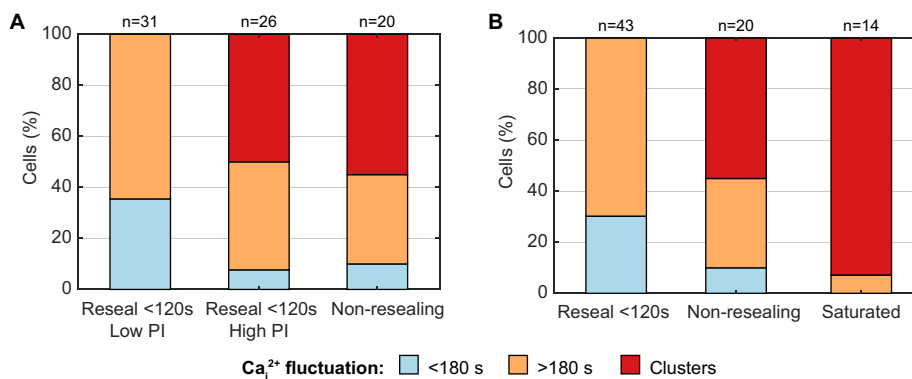 A
n=31 n=26 n=20
100
80
60
40
20
0
Cells (%)
Reseal <120s Reseal <120s Non-resealing
Low PI High PI
B
n=43 n=20 n=14
100
80
60
40
20
0
Cells (%)
Reseal <120s Non-resealing Saturated
Caᵢ²⁺ fluctuation: <180 s >180 s Clusters